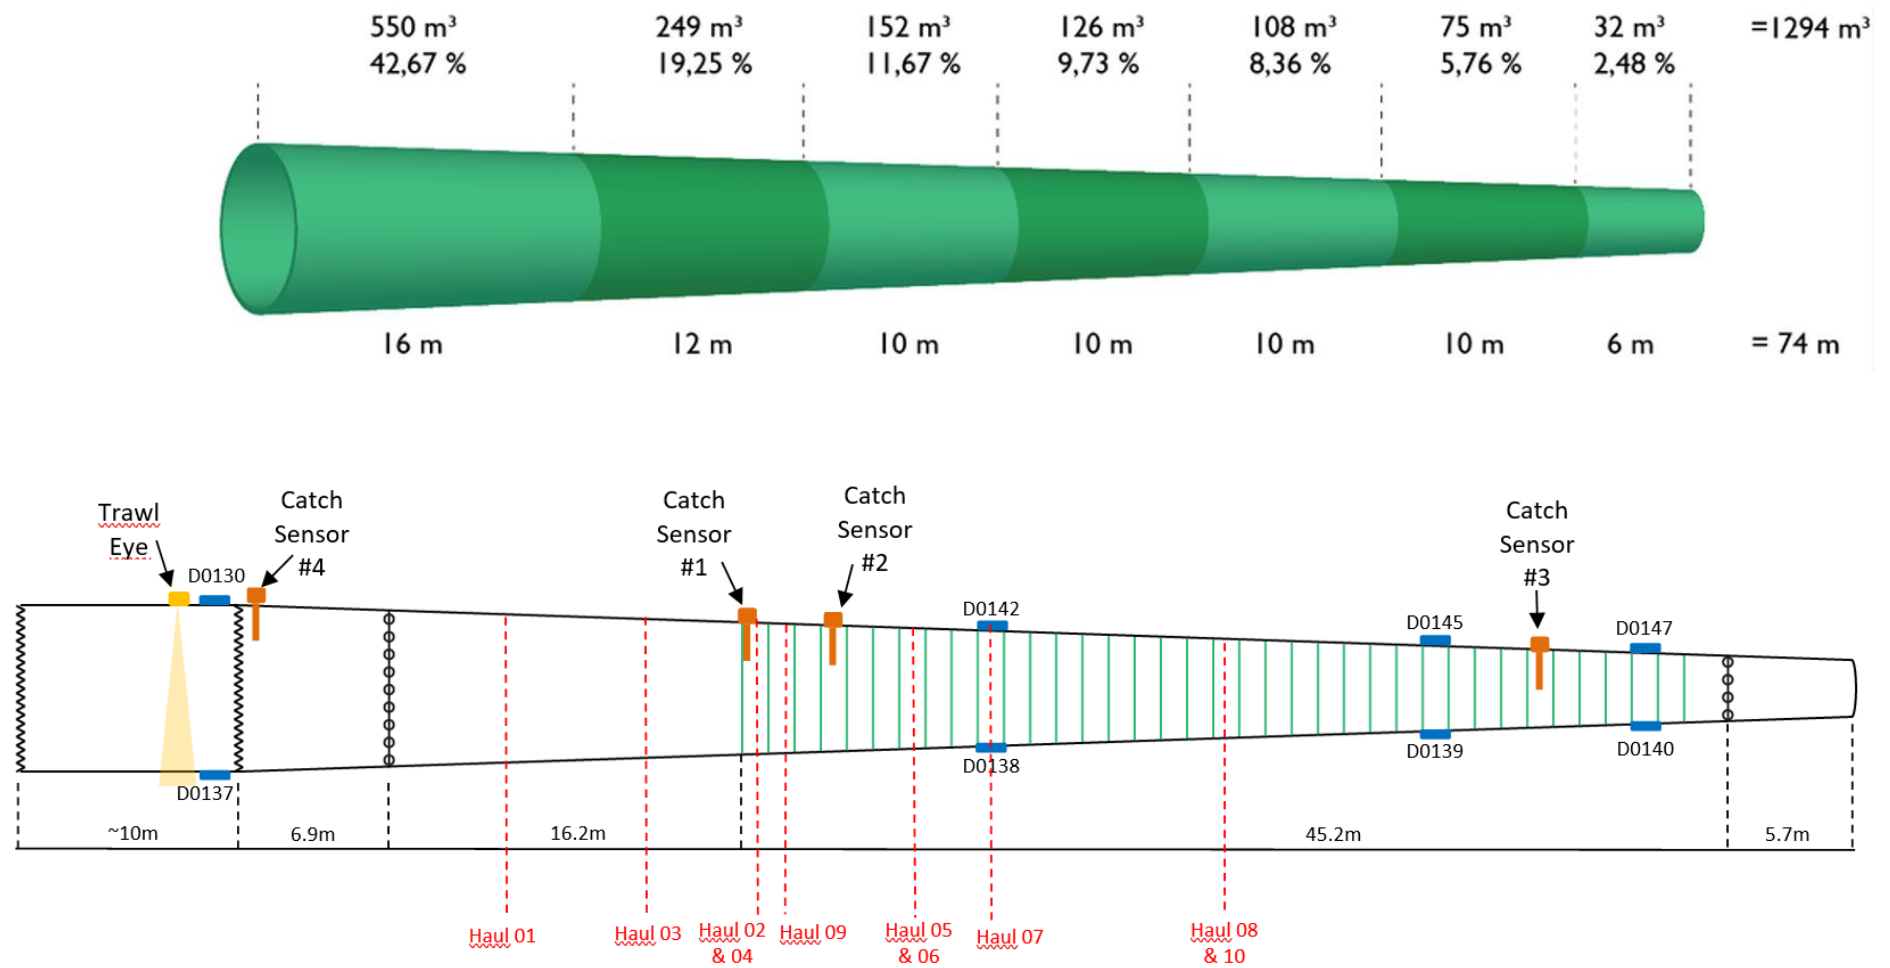 550 m³ 249 m³ 152 m³ 126 m³ 108 m³ 75 m³ 32 m³ =1294 m³
42,67 % 19,25 % 11,67 % 9,73 % 8,36 % 5,76 % 2,48 %
16 m 12 m 10 m 10 m 10 m 10 m 6 m = 74 m
Trawl
Eye
Catch
Sensor
#4
Catch
Sensor
#1
Catch
Sensor
#2
Catch
Sensor
#3
D0130
D0142
D0145
D0147
D0137
D0138
D0139
D0140
~10m 6.9m 16.2m 45.2m 5.7m
Haul 01
Haul 03
Haul 02
& 04
Haul 09
Haul 05
& 06
Haul 07
Haul 08
& 10